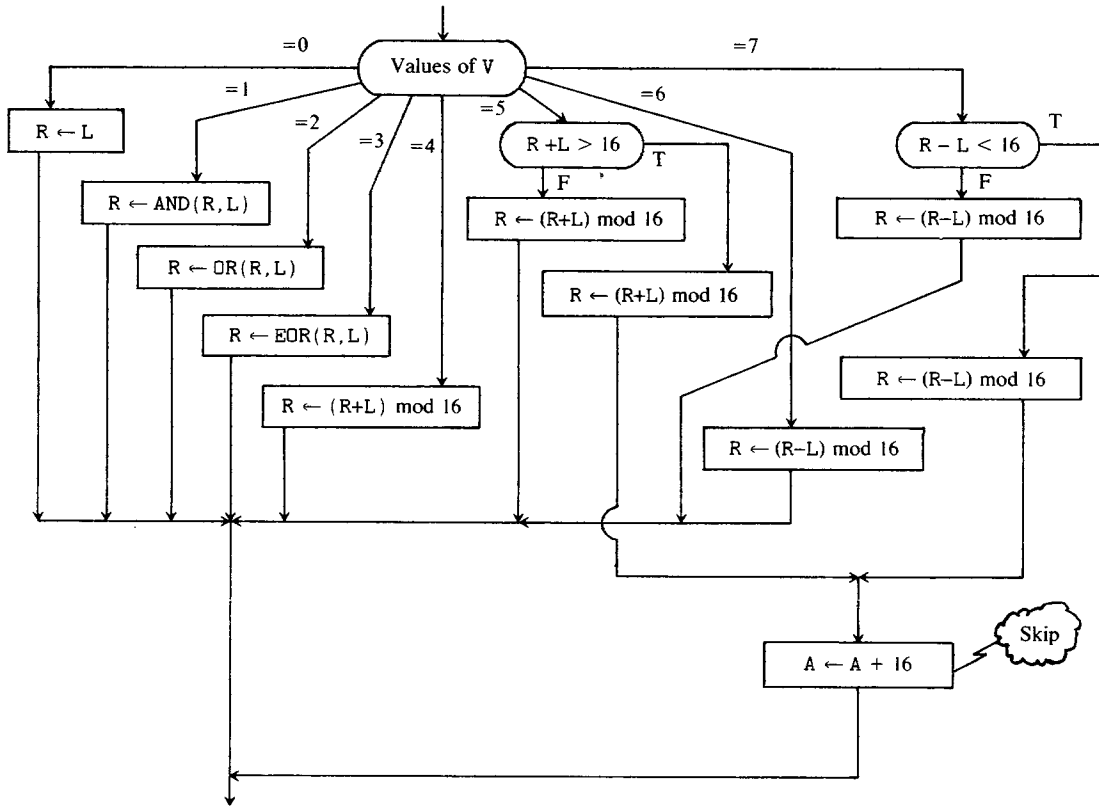 =0
=7
Values of V
=1
=6
=5
T
R ← L
=2
=3
=4
R +L > 16
T
R – L < 16
F
F
R ← AND(R,L)
R ← (R+L) mod 16
R ← (R–L) mod 16
R ← OR(R,L)
R ← (R+L) mod 16
R ← EOR(R,L)
R ← (R–L) mod 16
R ← (R+L) mod 16
R ← (R–L) mod 16
Skip
A ← A + 16